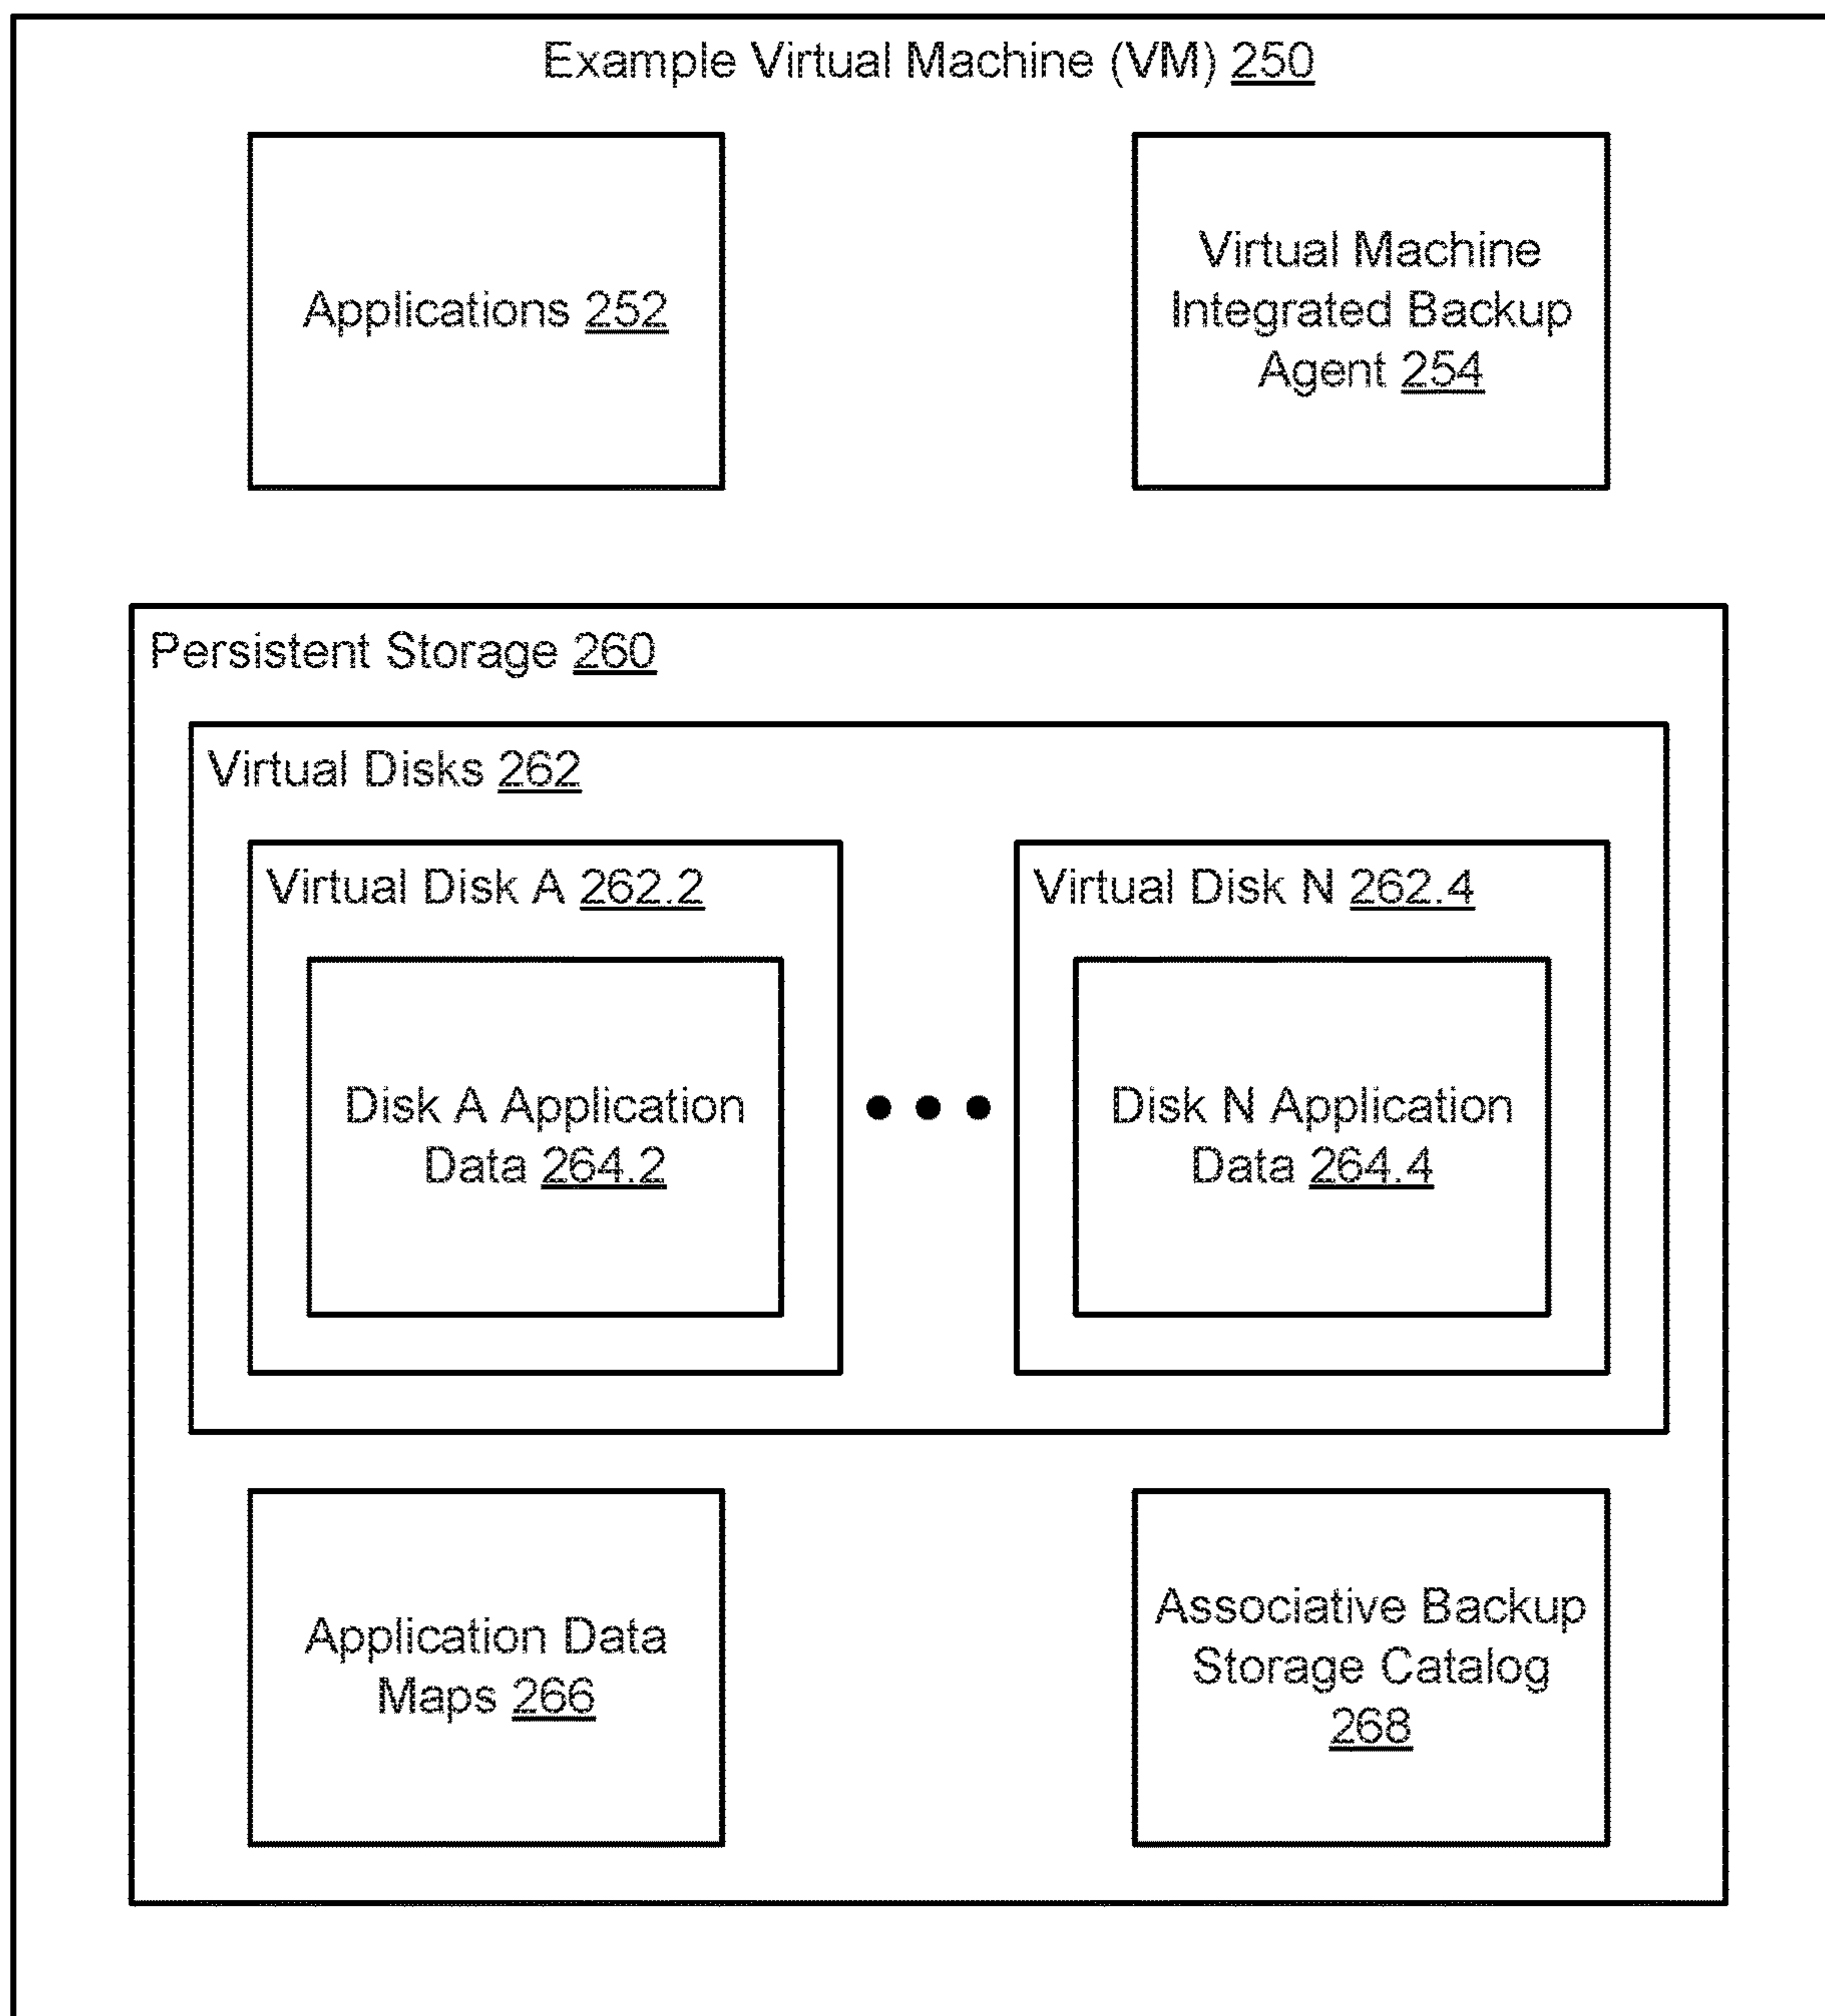 Example Virtual Machine (VM) 250
Applications 252
Virtual Machine
Integrated Backup
Agent 254
Persistent Storage 260
Virtual Disks 262
Virtual Disk A 262.2
Virtual Disk N 262.4
Disk A Application
Data 264.2
Disk N Application
Data 264.4
Application Data
Maps 266
Associative Backup
Storage Catalog
268